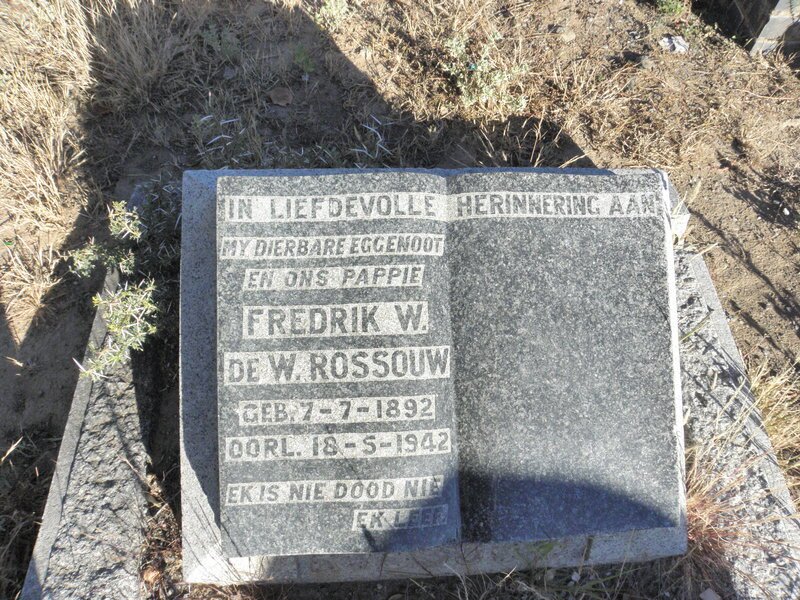 IN LIEFDEVOLLE HERINNERING AAN
MY DIERBARE EGGENOOT
EN ONS PAPPIE
FREDRIK W.
DE W. ROSSOUW
GEB. 7-7-1892
OORL. 18-5-1942
EK IS NIE DOOD NIE
EK LEEF